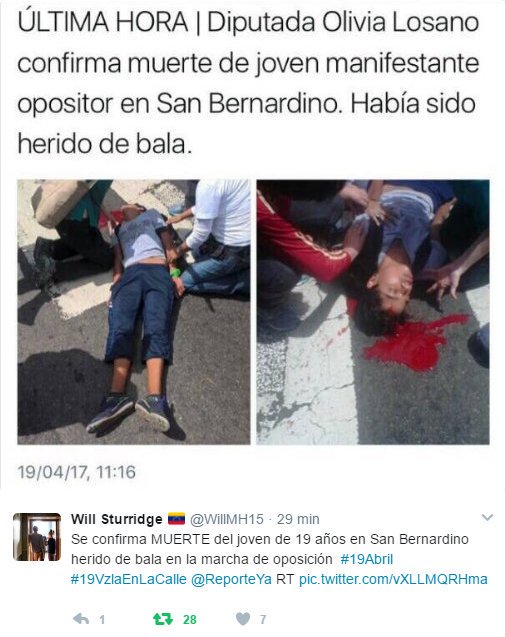 ÚLTIMA HORA | Diputada Olivia Losano
confirma muerte de joven manifestante
opositor en San Bernardino. Había sido
herido de bala.
19/04/17, 11:16
Will Sturridge 🇻🇪 @WillMH15 · 29 min
Se confirma MUERTE del joven de 19 años en San Bernardino
herido de bala en la marcha de oposición #19Abril
#19VzlaEnLaCalle @ReporteYa RT pic.twitter.com/vXLLMQRHma
1 28 7